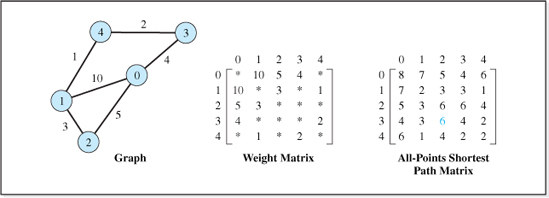 4 2 3
1 4
10 0
1
3 5
2
Graph
0 1 2 3 4
0 * 10 5 4 *
1 10 * 3 * 1
2 5 3 * * *
3 4 * * * 2
4 * 1 * 2 *
Weight Matrix
0 1 2 3 4
0 8 7 5 4 6
1 7 2 3 3 1
2 5 3 6 6 4
3 4 3 6 4 2
4 6 1 4 2 2
All-Points Shortest
Path Matrix